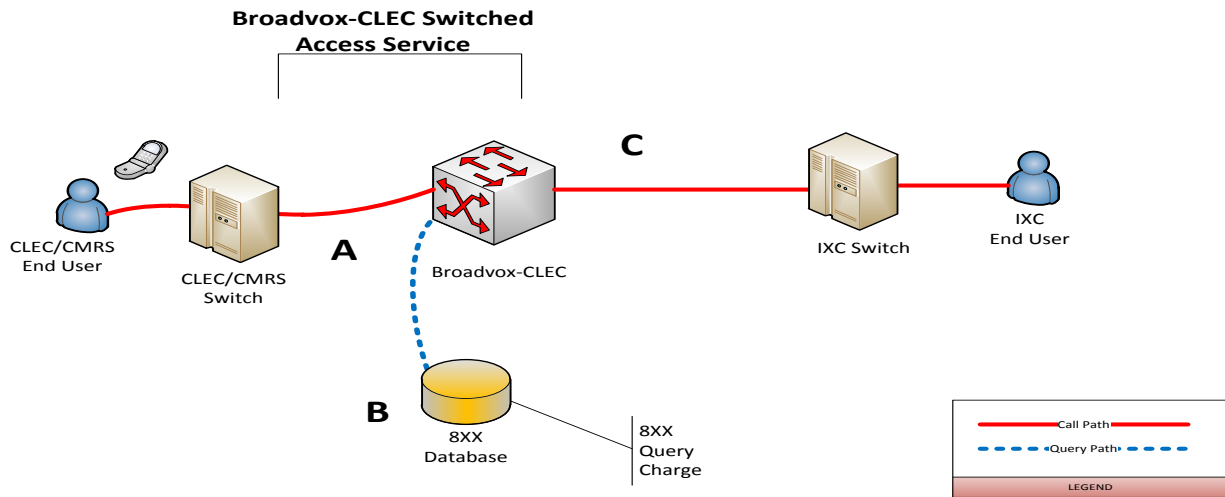 Broadvox-CLEC Switched
Access Service
C
CLEC/CMRS
End User
A
CLEC/CMRS
Switch
Broadvox-CLEC
IXC Switch
IXC
End User
B
8XX
Database
8XX
Query
Charge
Call Path
Query Path
LEGEND